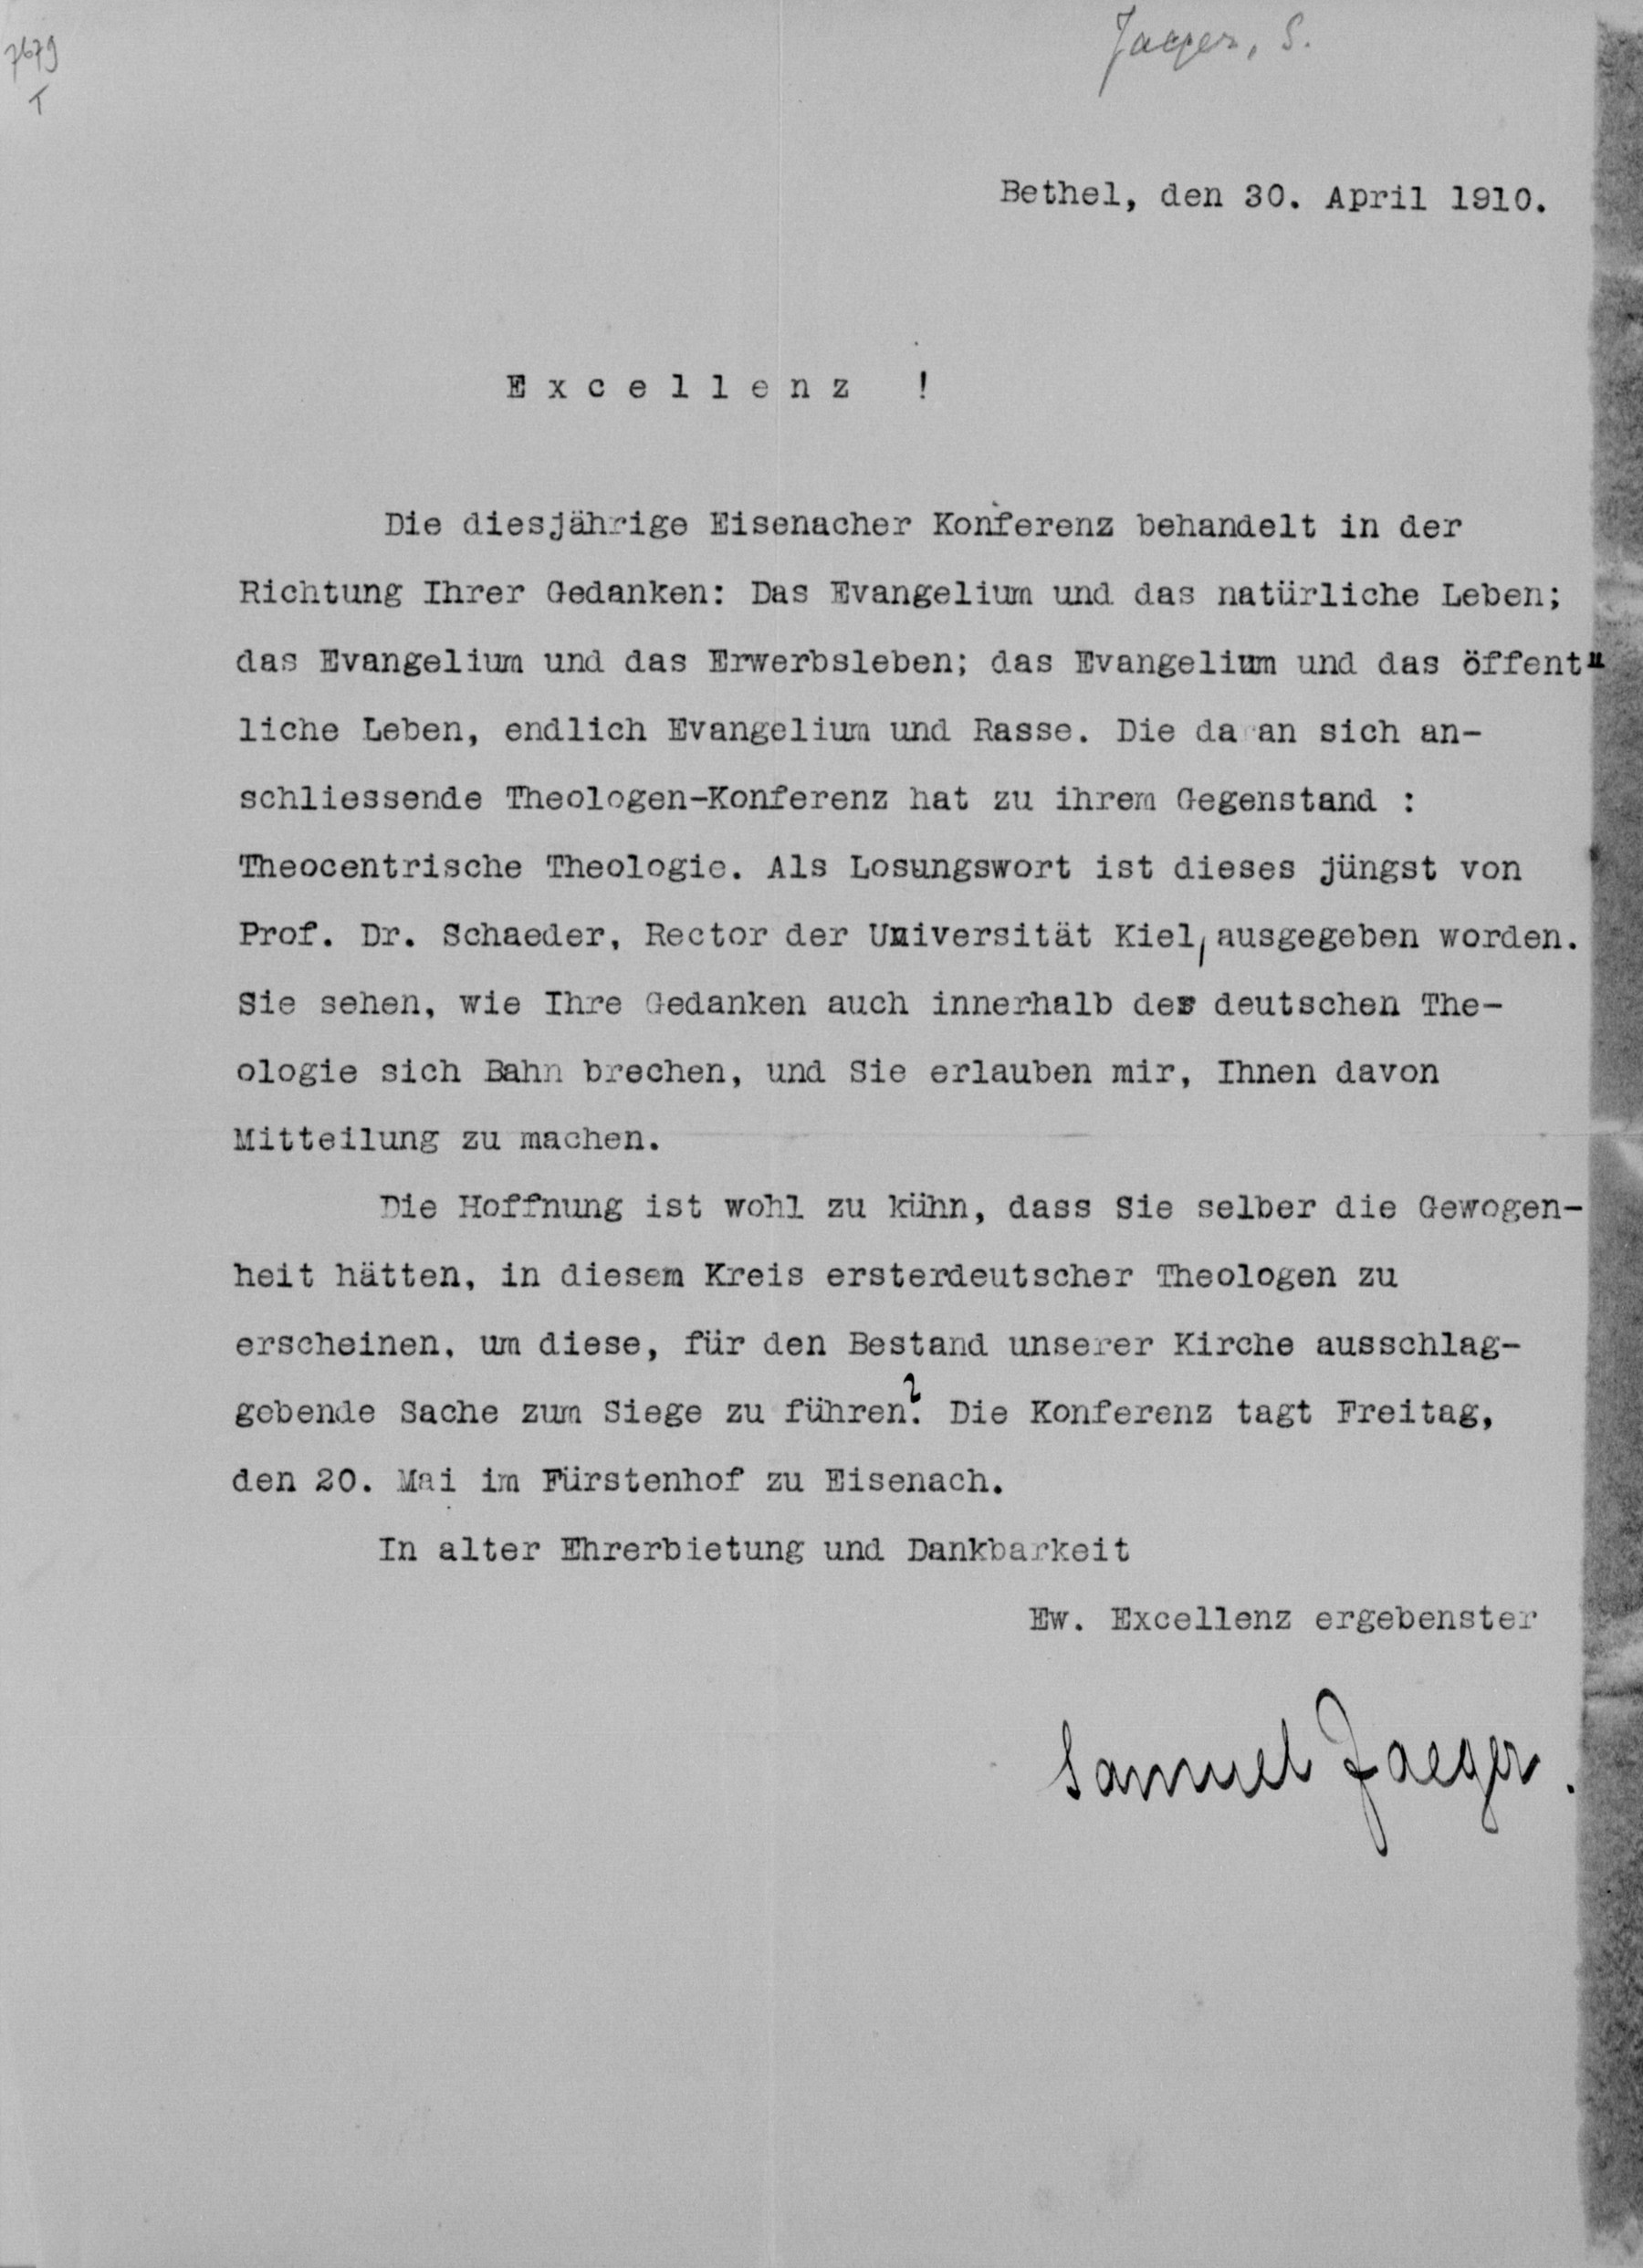 7679
T
Jaeger, S.
Bethel, den 30. April 1910.
Excellenz !
Die diesjährige Eisenacher Konferenz behandelt in der
Richtung Ihrer Gedanken: Das Evangelium und das natürliche Leben;
das Evangelium und das Erwerbsleben; das Evangelium und das öffent-
liche Leben, endlich Evangelium und Rasse. Die daran sich an-
schliessende Theologen-Konferenz hat zu ihrem Gegenstand :
Theocentrische Theologie. Als Losungswort ist dieses jüngst von
Prof. Dr. Schaeder, Rector der Universität Kiel, ausgegeben worden.
Sie sehen, wie Ihre Gedanken auch innerhalb der deutschen The-
ologie sich Bahn brechen, und Sie erlauben mir, Ihnen davon
Mitteilung zu machen.
Die Hoffnung ist wohl zu kühn, dass Sie selber die Gewogen-
heit hätten, in diesem Kreis ersterdeutscher Theologen zu
erscheinen, um diese, für den Bestand unserer Kirche ausschlag-
gebende Sache zum Siege zu führen? Die Konferenz tagt Freitag,
den 20. Mai im Fürstenhof zu Eisenach.
In alter Ehrerbietung und Dankbarkeit
Ew. Excellenz ergebenster
Samuel Jaeger.